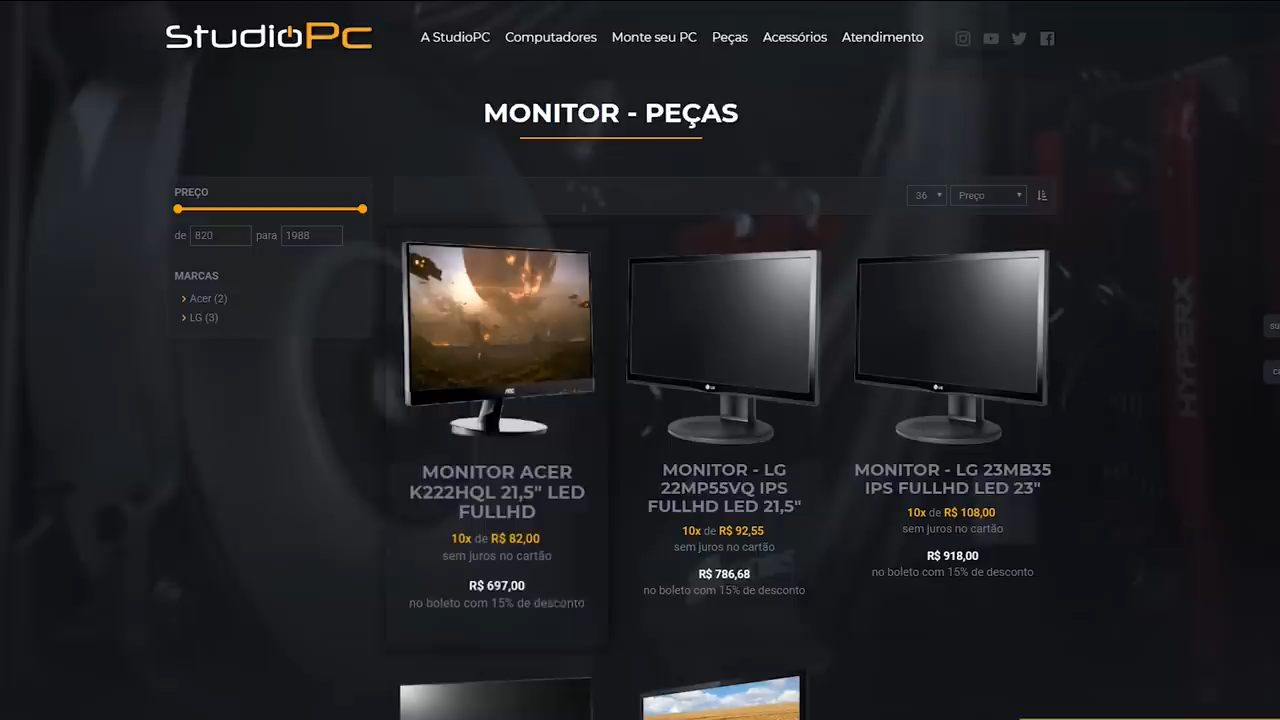 StudioPc
A StudioPC Computadores Monte seu PC Peças Acessórios Atendimento
MONITOR - PEÇAS
PREÇO
de 820 para 1988
MARCAS
Acer (2)
LG (3)
36 Preço
HYPERX
MONITOR ACER
K222HQL 21,5" LED
FULLHD
10x de R$ 82,00
sem juros no cartão
R$ 697,00
no boleto com 15% de desconto
MONITOR - LG
22MP55VQ IPS
FULLHD LED 21,5"
10x de R$ 92,55
sem juros no cartão
R$ 786,68
no boleto com 15% de desconto
MONITOR - LG 23MB35
IPS FULLHD LED 23"
10x de R$ 108,00
sem juros no cartão
R$ 918,00
no boleto com 15% de desconto